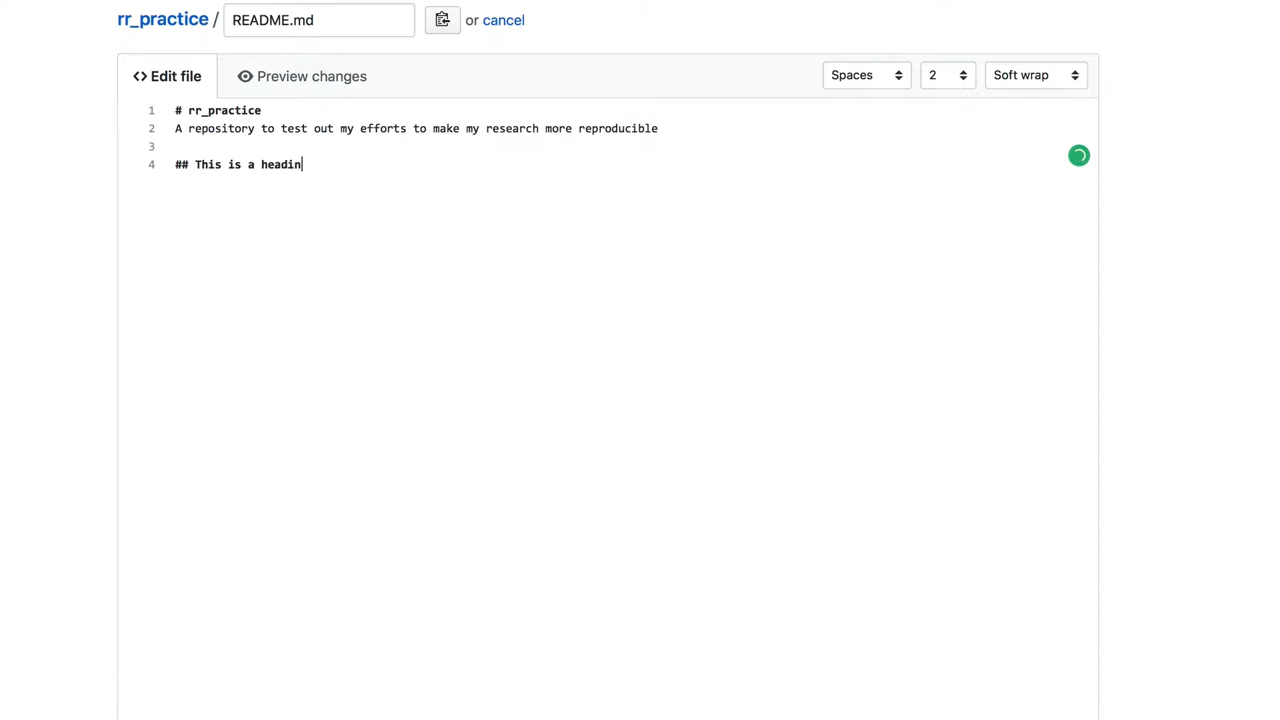 rr_practice / README.md or cancel
Edit file Preview changes Spaces 2 Soft wrap
1 # rr_practice
2 A repository to test out my efforts to make my research more reproducible
3
4 ## This is a headin